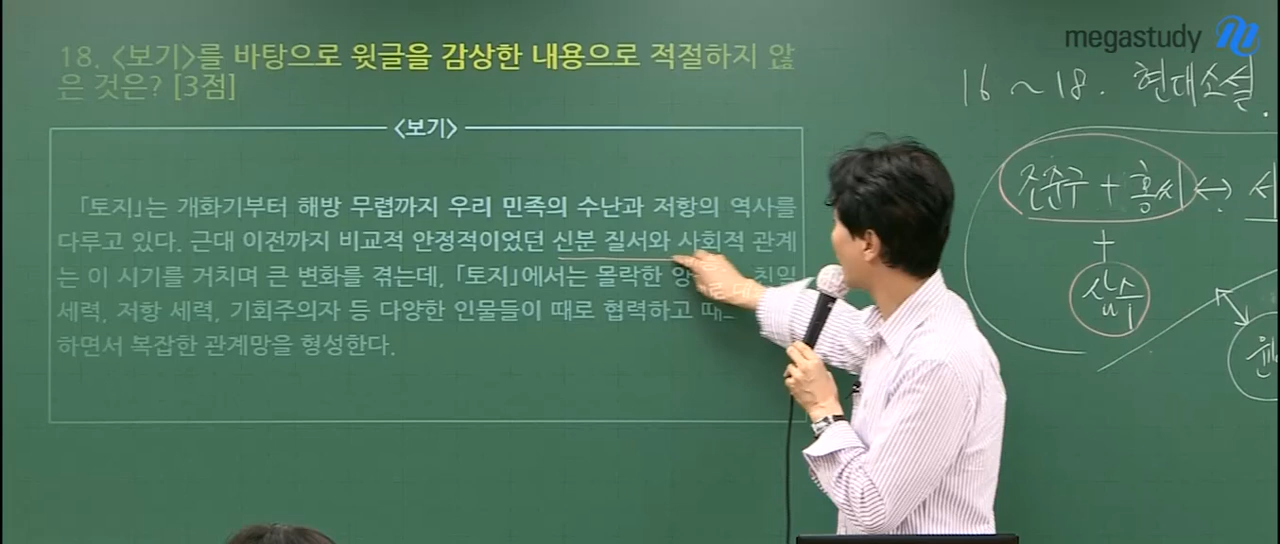 megastudy
18. <보기>를 바탕으로 윗글을 감상한 내용으로 적절하지 않
은 것은? [3점]
<보기>
「토지」는 개화기부터 해방 무렵까지 우리 민족의 수난과 저항의 역사를
다루고 있다. 근대 이전까지 비교적 안정적이었던 신분 질서와 사회적 관계
는 이 시기를 거치며 큰 변화를 겪는데, 「토지」에서는 몰락한 친일
세력, 저항 세력, 기회주의자 등 다양한 인물들이 때로 협력하고
하면서 복잡한 관계망을 형성한다.
16 ~ 18. 현대소설.
조준구 + 홍씨 ↔
+
삼수